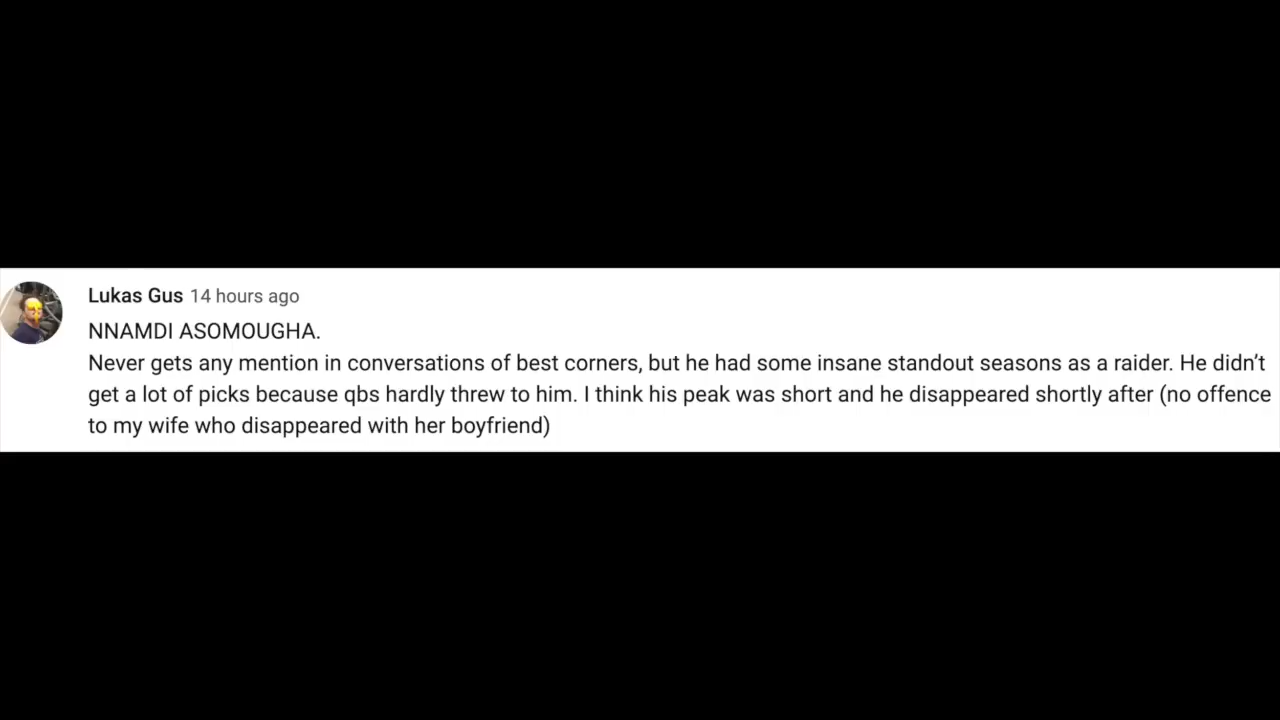 Lukas Gus 14 hours ago
NNAMDI ASOMOUGHA.
Never gets any mention in conversations of best corners, but he had some insane standout seasons as a raider. He didn’t
get a lot of picks because qbs hardly threw to him. I think his peak was short and he disappeared shortly after (no offence
to my wife who disappeared with her boyfriend)